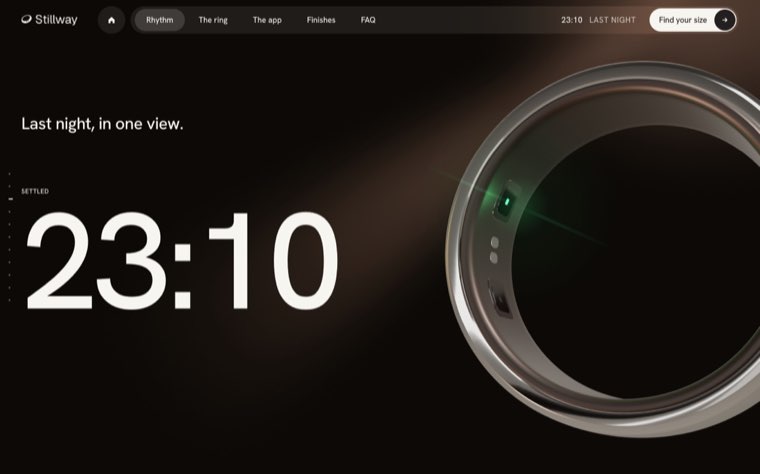 Stillway
Rhythm
The ring
The app
Finishes
FAQ
23:10 LAST NIGHT
Find your size
Last night, in one view.
SETTLED
23:10